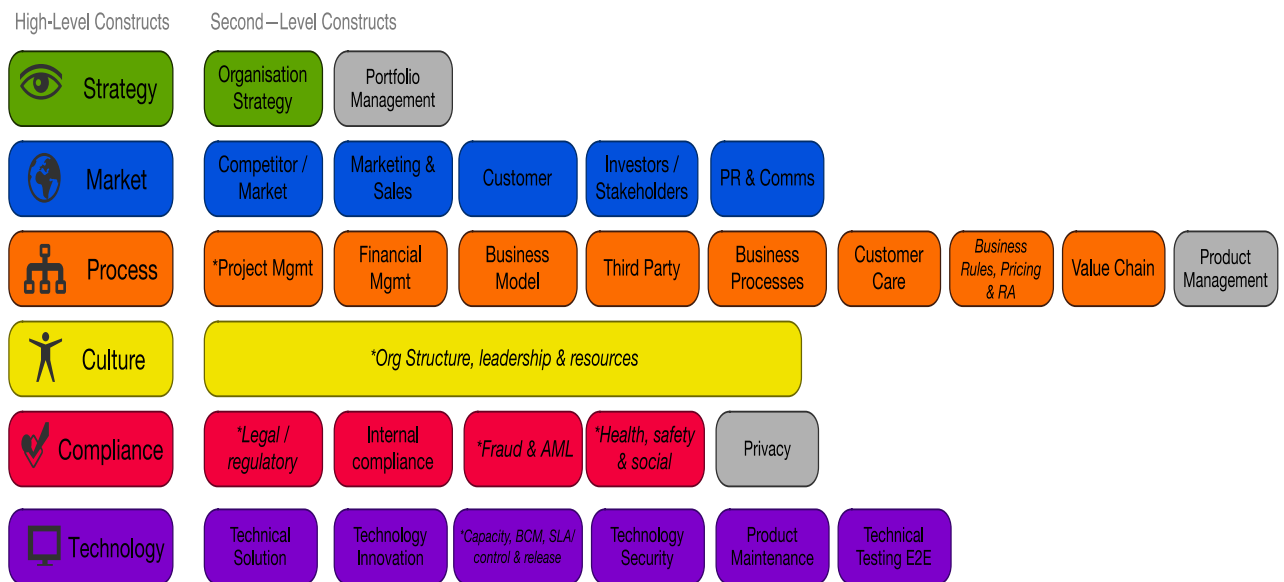 High-Level Constructs
Second—Level Constructs
Strategy
Organisation
Strategy
Portfolio
Management
Market
Competitor /
Market
Marketing &
Sales
Customer
Investors /
Stakeholders
PR & Comms
Process
*Project Mgmt
Financial
Mgmt
Business
Model
Third Party
Business
Processes
Customer
Care
Business
Rules, Pricing
& RA
Value Chain
Product
Management
Culture
*Org Structure, leadership & resources
Compliance
*Legal /
regulatory
Internal
compliance
*Fraud & AML
*Health, safety
& social
Privacy
Technology
Technical
Solution
Technology
Innovation
*Capacity, BCM. SLA/
control & release
Technology
Security
Product
Maintenance
Technical
Testing E2E